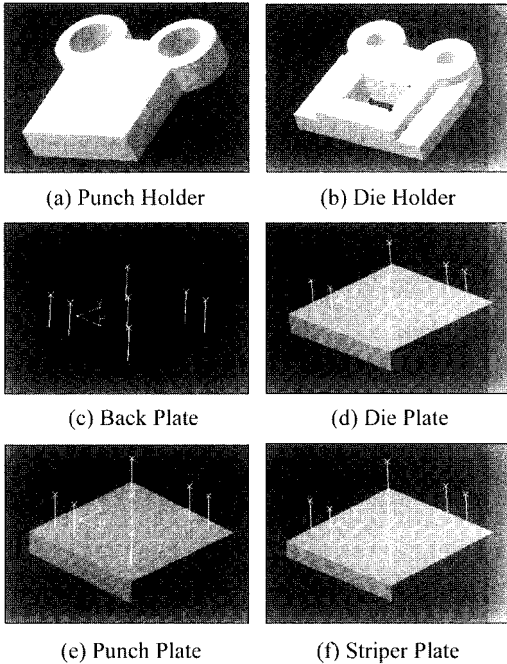 (a) Punch Holder
(b) Die Holder
(c) Back Plate
(d) Die Plate
(e) Punch Plate
(f) Striper Plate